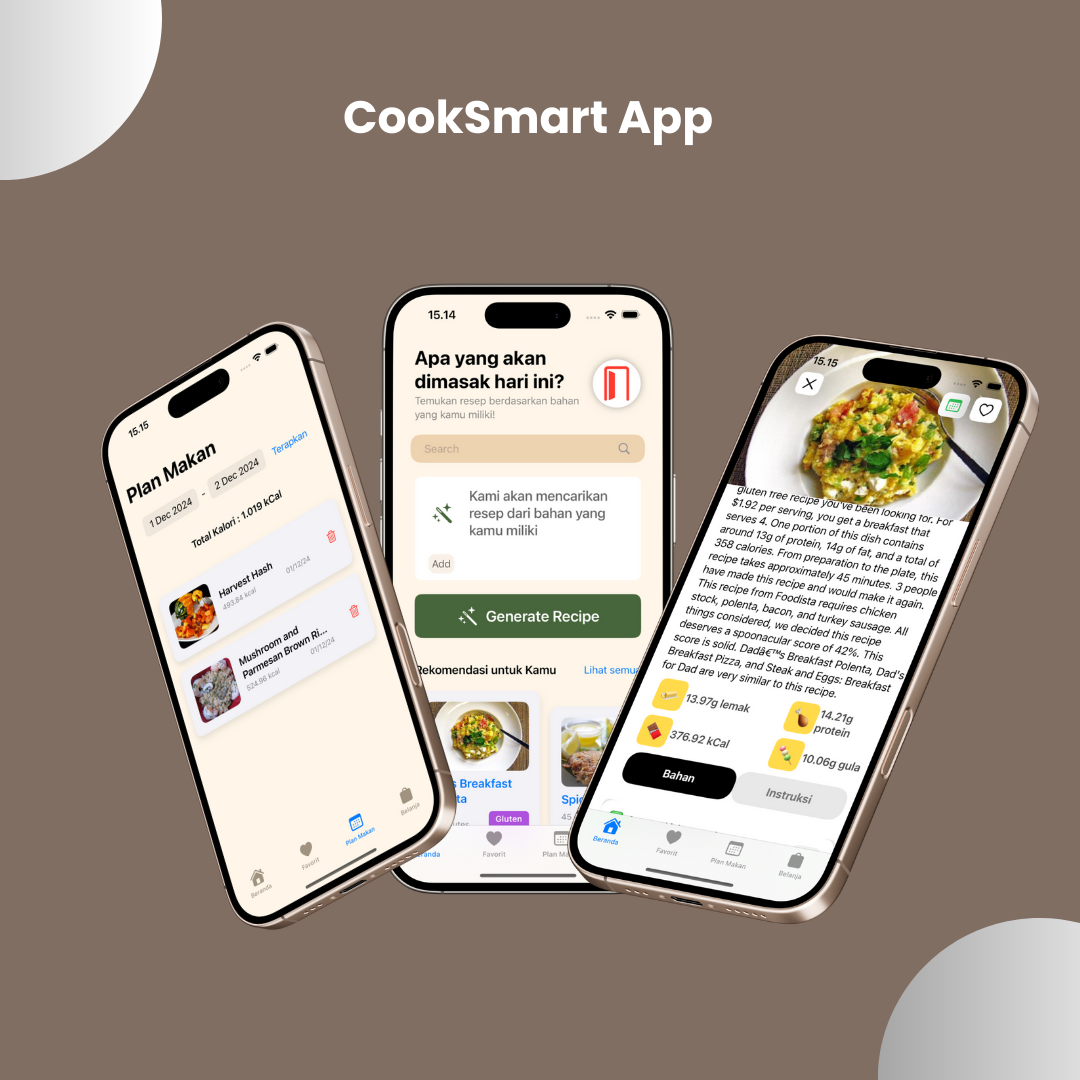 CookSmart App
15.15
Plan Makan
1 Dec 2024 - 2 Dec 2024 Terapkan
Total Kalori : 1.019 kCal
Harvest Hash
493.84 kcal
01/12/24
Mushroom and
Parmesan Brown Ri...
524.96 kcal
01/12/24
Beranda
Favorit
Plan Makan
Belanja
15.14
Apa yang akan
dimasak hari ini?
Temukan resep berdasarkan bahan
yang kamu miliki!
Search
Kami akan mencarikan
resep dari bahan yang
kamu miliki
Add
Generate Recipe
Rekomendasi untuk Kamu
Lihat semua
s Breakfast
ta
utes
Gluten
Spic
45
eranda
Favorit
Plan Ma
15.15
gluten free recipe you've been looking for. For
$1.92 per serving, you get a breakfast that
serves 4. One portion of this dish contains
around 13g of protein, 14g of fat, and a total of
358 calories. From preparation to the plate, this
recipe takes approximately 45 minutes. 3 people
have made this recipe and would make it again.
This recipe from Foodista requires chicken
stock, polenta, bacon, and turkey sausage. All
things considered, we decided this recipe
deserves a spoonacular score of 42%. This
score is solid. Dadâ€™s Breakfast Polenta, Dad's
Breakfast Pizza, and Steak and Eggs: Breakfast
for Dad are very similar to this recipe.
13.97g lemak
14.21g
protein
376.92 kCal
10.06g gula
Bahan
Instruksi
Beranda
Favorit
Plan Makan
Belanja